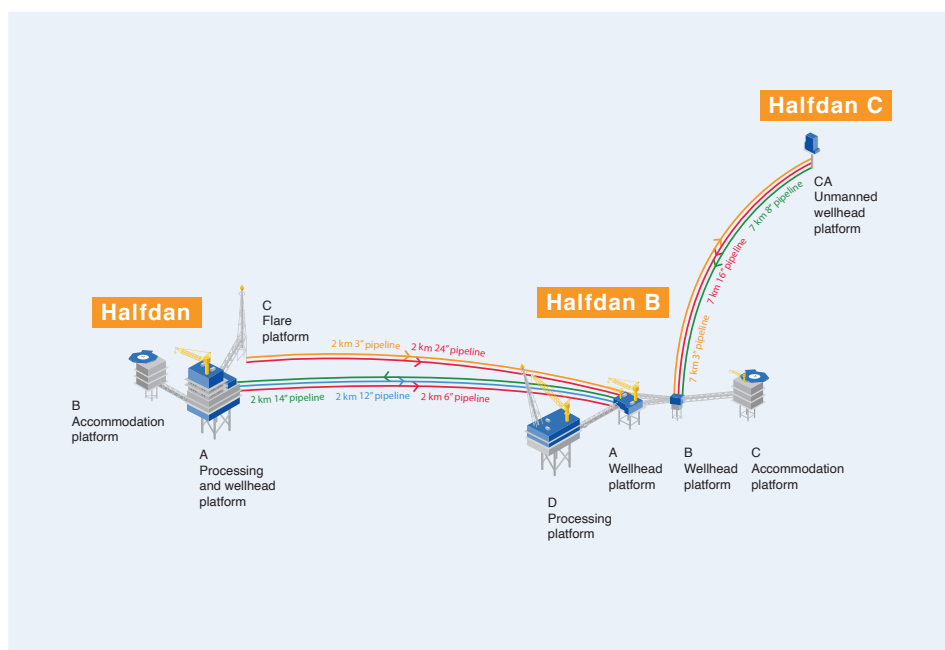 Halfdan C
CA
Unmanned
wellhead
platform
7 km 8” pipeline
7 km 16” pipeline
7 km 3” pipeline
Halfdan B
Halfdan
C
Flare
platform
2 km 3” pipeline
2 km 24” pipeline
2 km 14” pipeline
2 km 12” pipeline
2 km 6” pipeline
B
Accommodation
platform
A
Processing
and wellhead
platform
D
Processing
platform
A
Wellhead
platform
B
Wellhead
platform
C
Accommodation
platform